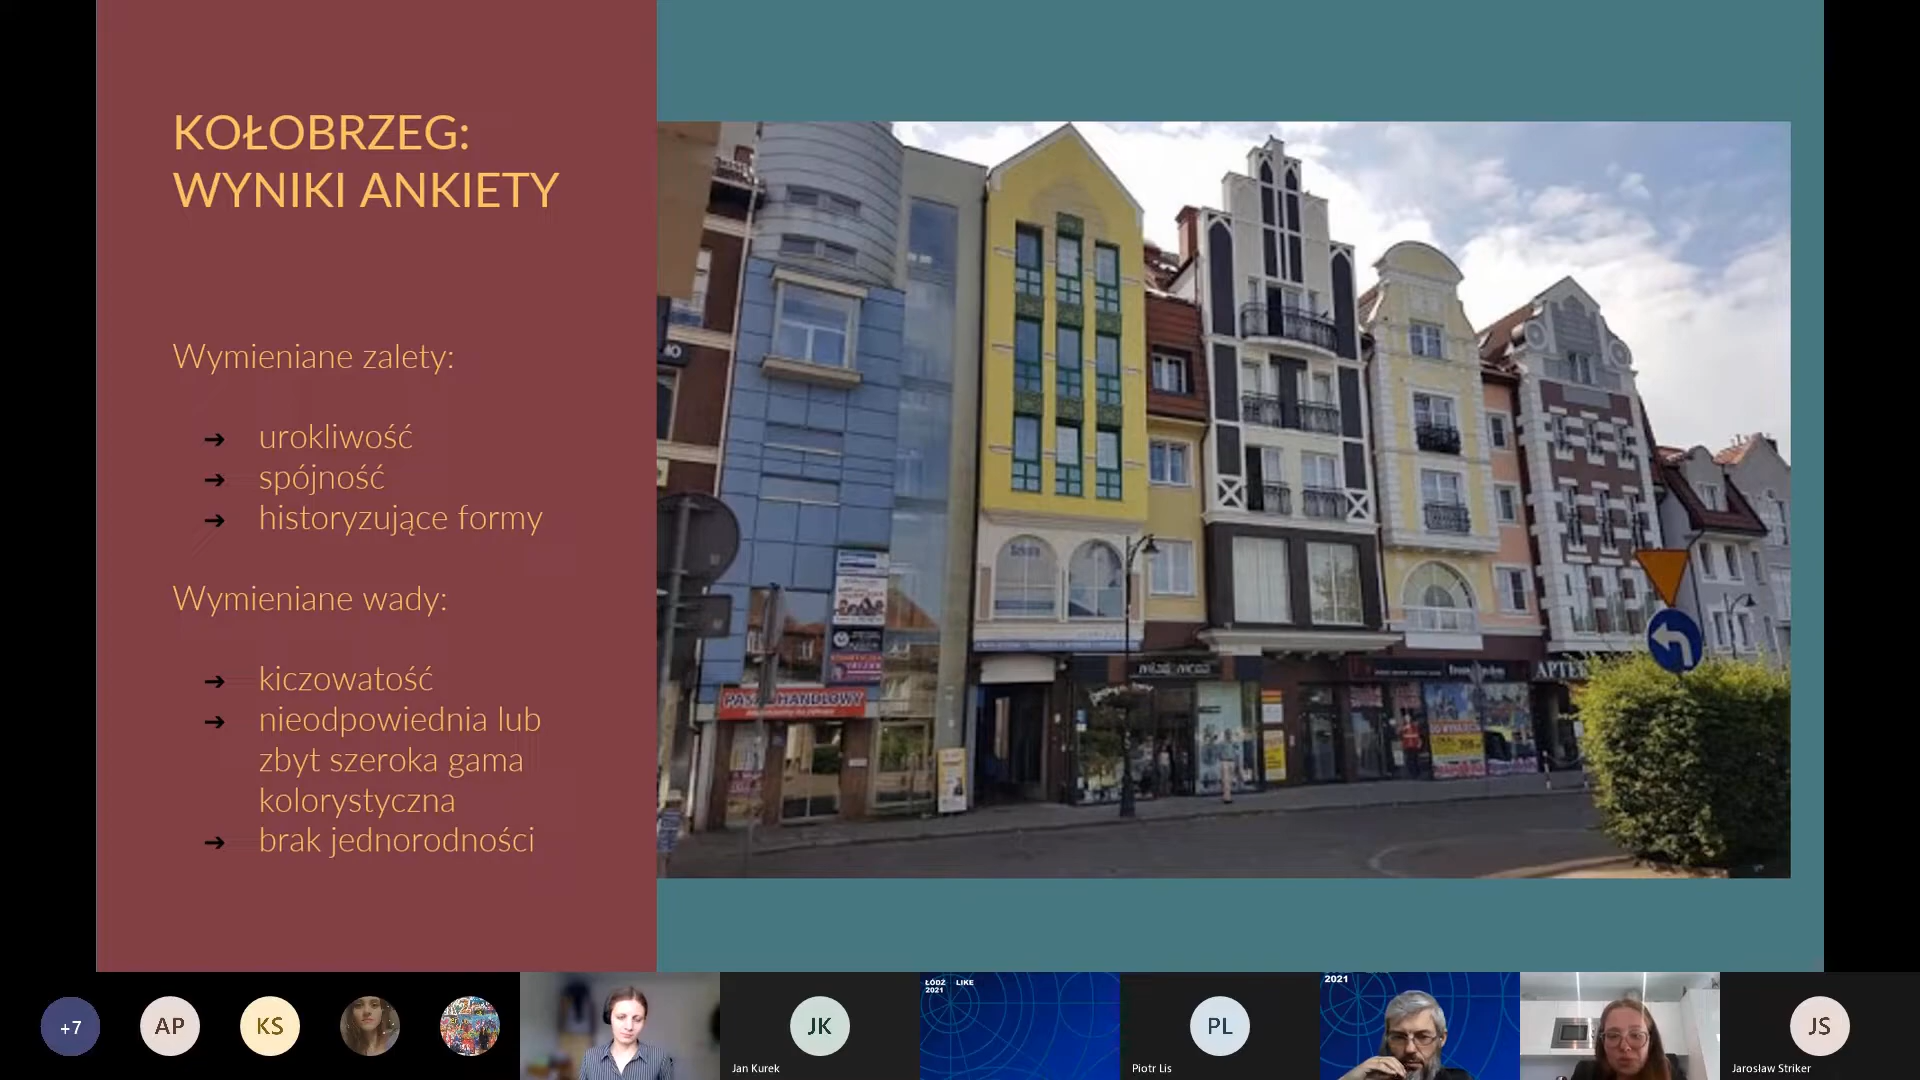 KOŁOBRZEG:
WYNIKI ANKIETY
Wymieniane zalety:
➔ urokliwość
➔ spójność
➔ historyzujące formy
Wymieniane wady:
➔ kiczowatość
➔ nieodpowiednia lub
zbyt szeroka gama
kolorystyczna
➔ brak jednorodności
PASAŻ HANDLOWY
APTE
+7
AP
KS
JK
Jan Kurek
ŁÓDŹ LIKE
2021
PL
Piotr Lis
2021
JS
Jarosław Striker